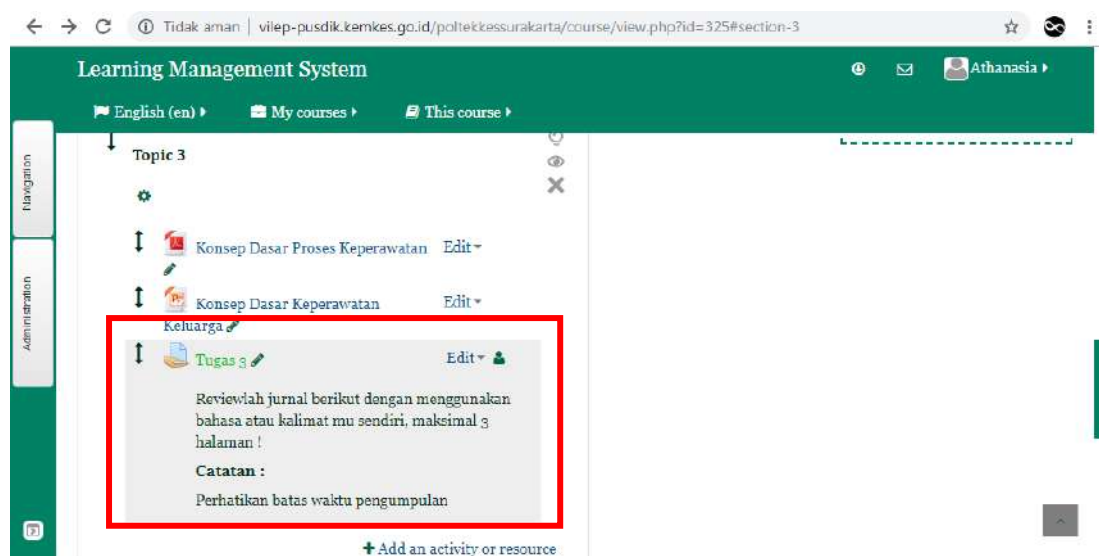 Tidak aman | vilep-pusdik.kemkes.go.id/poltekkessurakarta/course/view.php?id=325#section-3
Learning Management System
Athanasia
English (en)
My courses
This course
Navigation
Administration
Topic 3
Konsep Dasar Proses Keperawatan Edit
Konsep Dasar Keperawatan Edit
Keluarga
Tugas 3 Edit
Reviewlah jurnal berikut dengan menggunakan
bahasa atau kalimat mu sendiri, maksimal 3
halaman !
Catatan :
Perhatikan batas waktu pengumpulan
+ Add an activity or resource